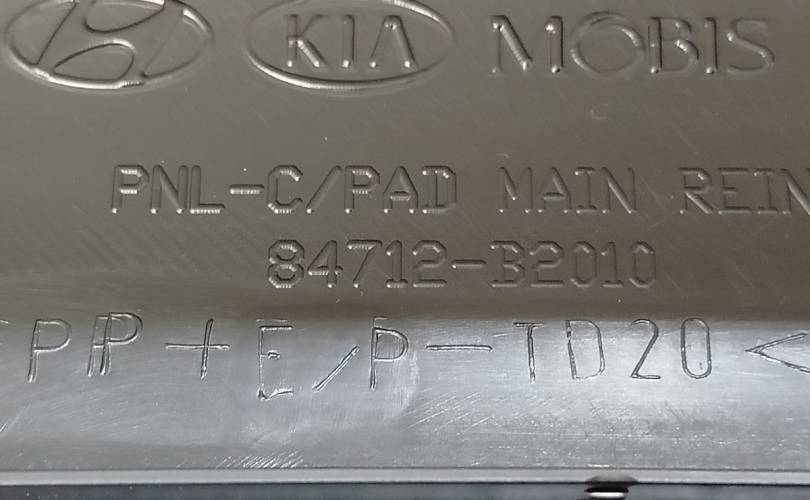 KIA MOBIS
PNL-C/PAD MAIN REIN
84712-B2010
PP+E/P-TD20<